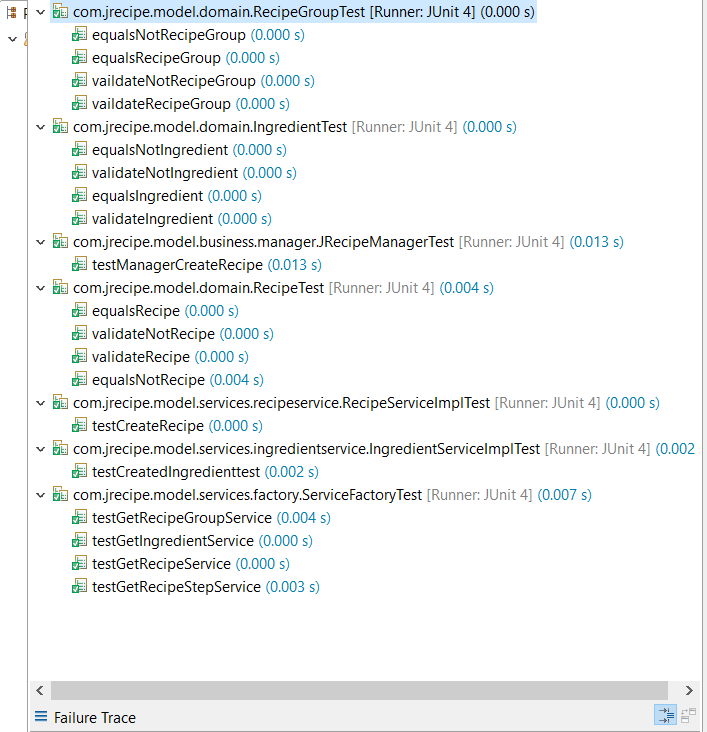 com.jrecipe.model.domain.RecipeGroupTest [Runner: JUnit 4] (0.000 s)
equalsNotRecipeGroup (0.000 s)
equalsRecipeGroup (0.000 s)
vaildateNotRecipeGroup (0.000 s)
vaildateRecipeGroup (0.000 s)
com.jrecipe.model.domain.IngredientTest [Runner: JUnit 4] (0.000 s)
equalsNotIngredient (0.000 s)
validateNotIngredient (0.000 s)
equalsIngredient (0.000 s)
validateIngredient (0.000 s)
com.jrecipe.model.business.manager.JRecipeManagerTest [Runner: JUnit 4] (0.013 s)
testManagerCreateRecipe (0.013 s)
com.jrecipe.model.domain.RecipeTest [Runner: JUnit 4] (0.004 s)
equalsRecipe (0.000 s)
validateNotRecipe (0.000 s)
validateRecipe (0.000 s)
equalsNotRecipe (0.004 s)
com.jrecipe.model.services.recipeservice.RecipeServiceImplTest [Runner: JUnit 4] (0.000 s)
testCreateRecipe (0.000 s)
com.jrecipe.model.services.ingredientservice.IngredientServiceImplTest [Runner: JUnit 4] (0.002
testCreatedIngredienttest (0.002 s)
com.jrecipe.model.services.factory.ServiceFactoryTest [Runner: JUnit 4] (0.007 s)
testGetRecipeGroupService (0.004 s)
testGetIngredientService (0.000 s)
testGetRecipeService (0.000 s)
testGetRecipeStepService (0.003 s)
Failure Trace